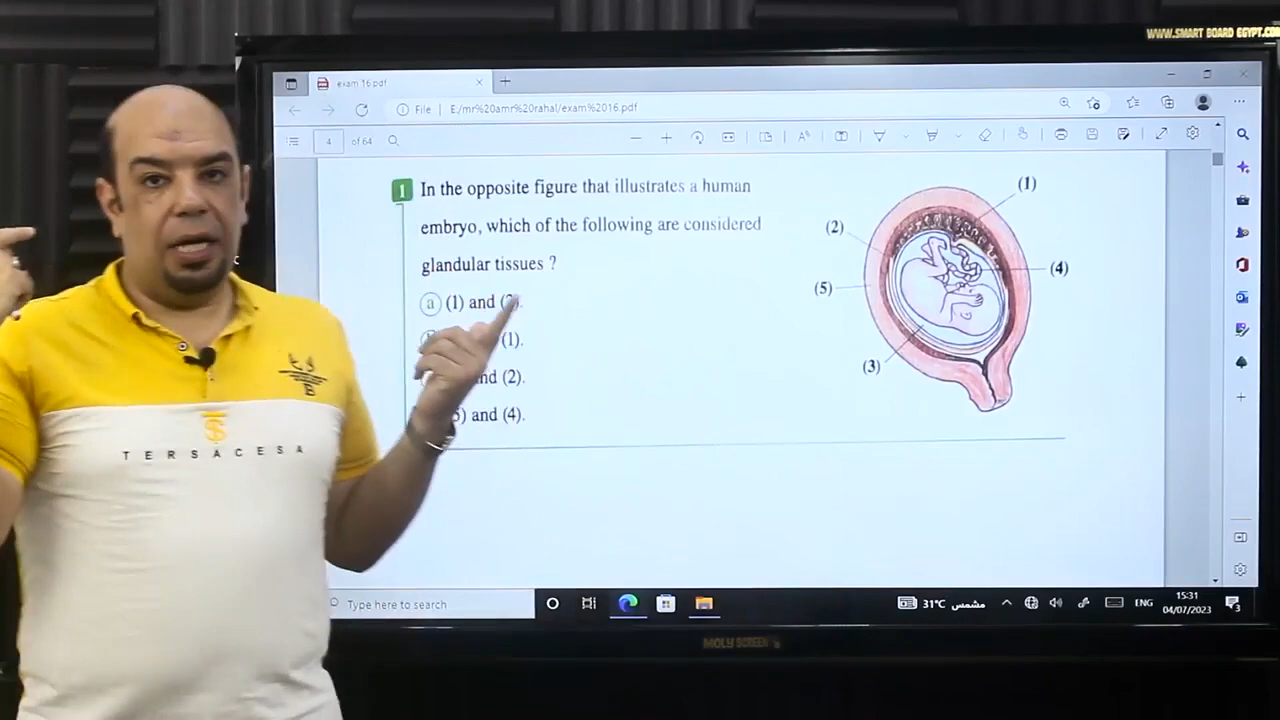 WWW.SMART BOARD EGYPT.COM
exam 16.pdf
File E:/mr%20amr%20rahal/exam%2016.pdf
4 of 64
1 In the opposite figure that illustrates a human
embryo, which of the following are considered
glandular tissues ?
a (1) and
(1).
and (2).
and (4).
(1)
(2)
(4)
(5)
(3)
TERSACESA
Type here to search
31°C مشمس
ENG
15:31
04/07/2023
3
MOLY SCREEN